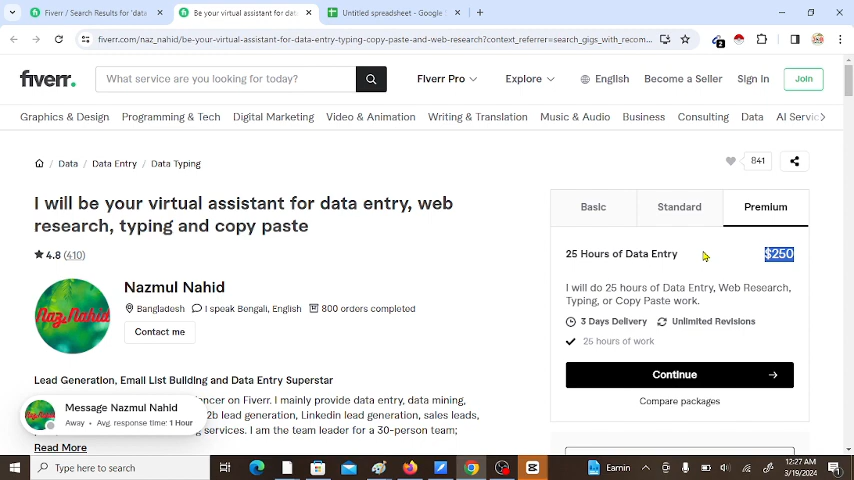 Fiverr / Search Results for 'data
Be your virtual assistant for dat
Untitled spreadsheet - Google
fiverr.com/naz_nahid/be-your-virtual-assistant-for-data-entry-typing-copy-paste-and-web-research?context_referrer=search_gigs_with_recom...
2
fiverr.
What service are you looking for today?
Fiverr Pro
Explore
English
Become a Seller
Sign in
Join
Graphics & Design
Programming & Tech
Digital Marketing
Video & Animation
Writing & Translation
Music & Audio
Business
Consulting
Data
AI Servic
/ Data / Data Entry / Data Typing
841
I will be your virtual assistant for data entry, web
research, typing and copy paste
4.8 (410)
Naz Nahid
Nazmul Nahid
Bangladesh
I speak Bengali, English
800 orders completed
Contact me
Lead Generation, Email List Building and Data Entry Superstar
ancer on Fiverr. I mainly provide data entry, data mining,
2b lead generation, Linkedin lead generation, sales leads,
g services. I am the team leader for a 30-person team;
Read More
Message Nazmul Nahid
Away • Avg. response time: 1 Hour
Basic
Standard
Premium
25 Hours of Data Entry
$250
I will do 25 hours of Data Entry, Web Research,
Typing, or Copy Paste work.
3 Days Delivery
Unlimited Revisions
25 hours of work
Continue
Compare packages
Type here to search
Earnin
12:27 AM
3/19/2024
1